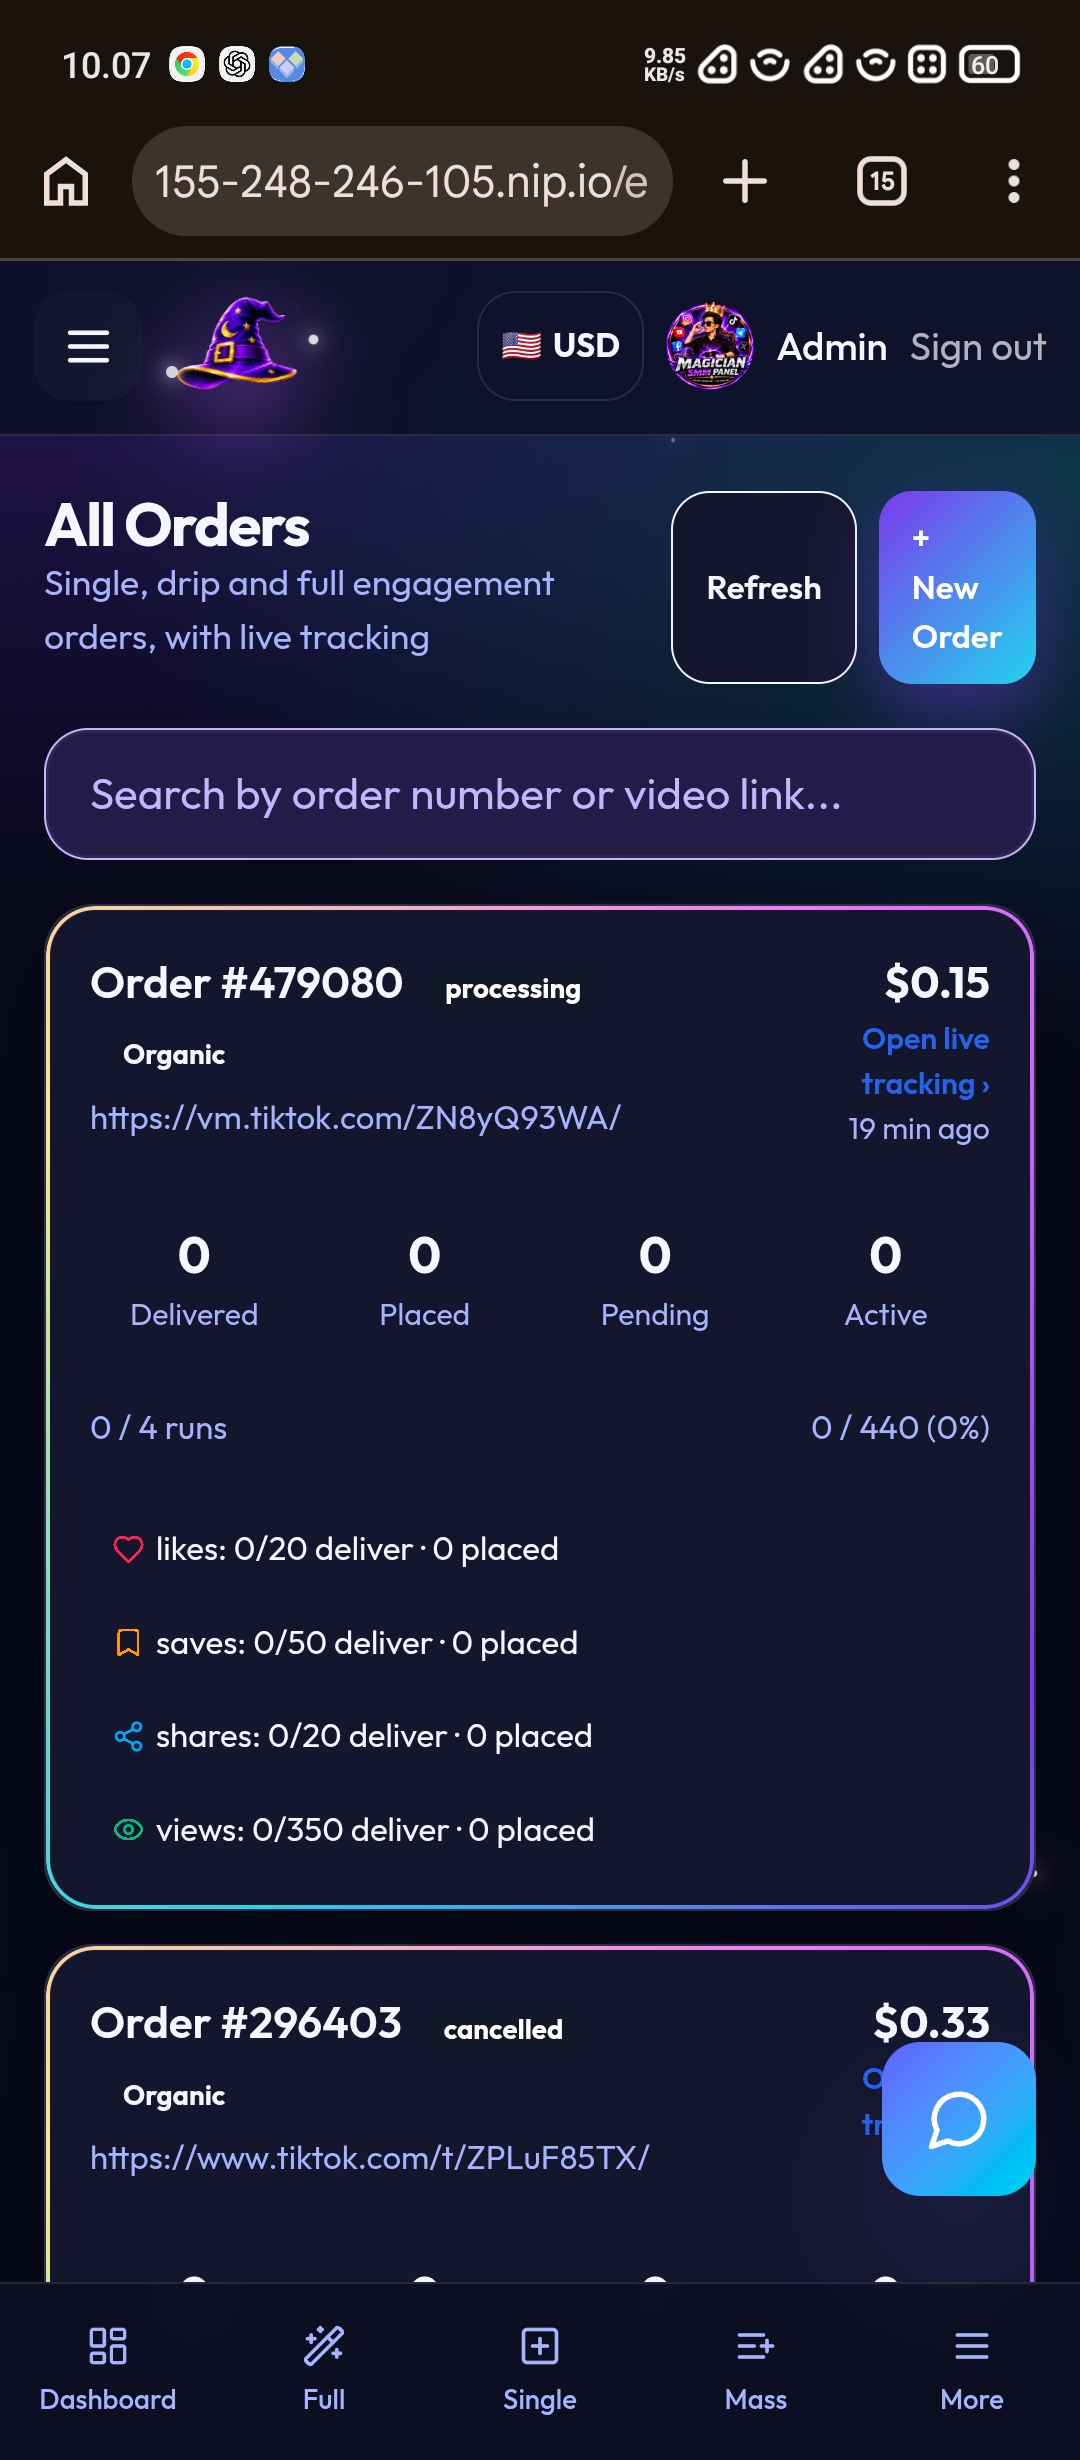 10.07
9.85
KB/s
60
155-248-246-105.nip.io/e
15
🇺🇸 USD
MAGICIAN
SMM PANEL
Admin
Sign out
All Orders
Single, drip and full engagement
orders, with live tracking
Refresh
+
New
Order
Search by order number or video link...
Order #479080
processing
$0.15
Organic
Open live
tracking ›
https://vm.tiktok.com/ZN8yQ93WA/
19 min ago
0
0
0
0
Delivered
Placed
Pending
Active
0 / 4 runs
0 / 440 (0%)
likes: 0/20 deliver · 0 placed
saves: 0/50 deliver · 0 placed
shares: 0/20 deliver · 0 placed
views: 0/350 deliver · 0 placed
Order #296403
cancelled
$0.33
Organic
https://www.tiktok.com/t/ZPLuF85TX/
Dashboard
Full
Single
Mass
More